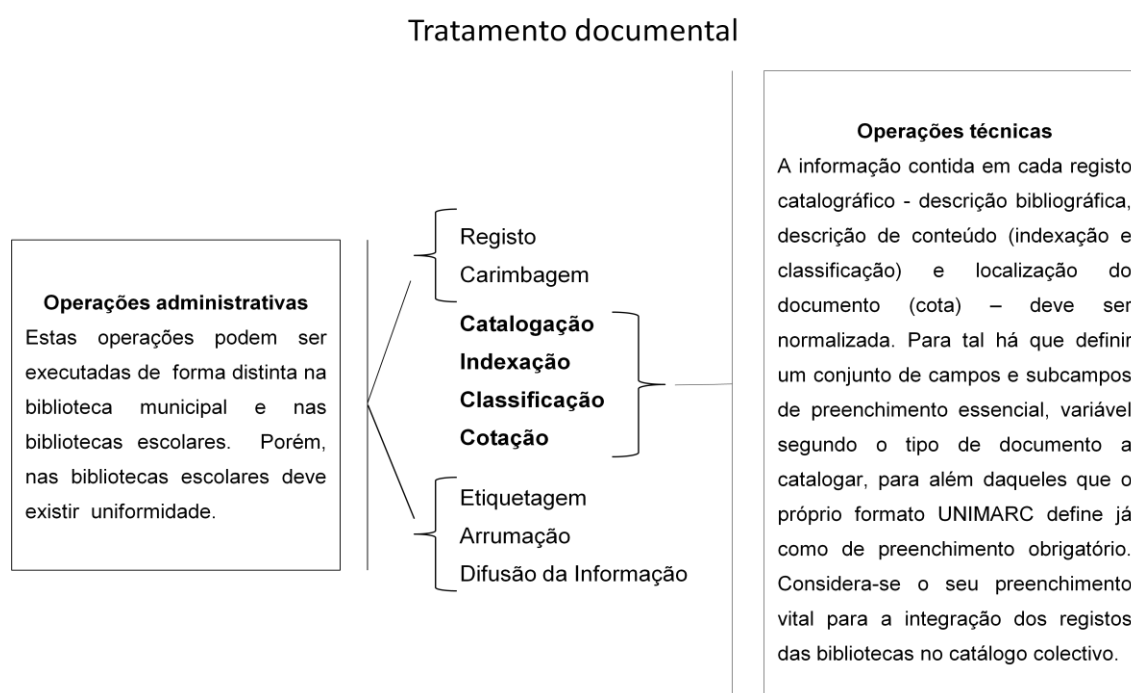 Tratamento documental
Operações administrativas
Estas operações podem ser
executadas de forma distinta na
biblioteca municipal e nas
bibliotecas escolares. Porém,
nas bibliotecas escolares deve
existir uniformidade.
Registo
Carimbagem
Catalogação
Indexação
Classificação
Cotação
Etiquetagem
Arrumação
Difusão da Informação
Operações técnicas
A informação contida em cada registo
catalográfico - descrição bibliográfica,
descrição de conteúdo (indexação e
classificação) e localização do
documento (cota) – deve ser
normalizada. Para tal há que definir
um conjunto de campos e subcampos
de preenchimento essencial, variável
segundo o tipo de documento a
catalogar, para além daqueles que o
próprio formato UNIMARC define já
como de preenchimento obrigatório.
Considera-se o seu preenchimento
vital para a integração dos registos
das bibliotecas no catálogo colectivo.